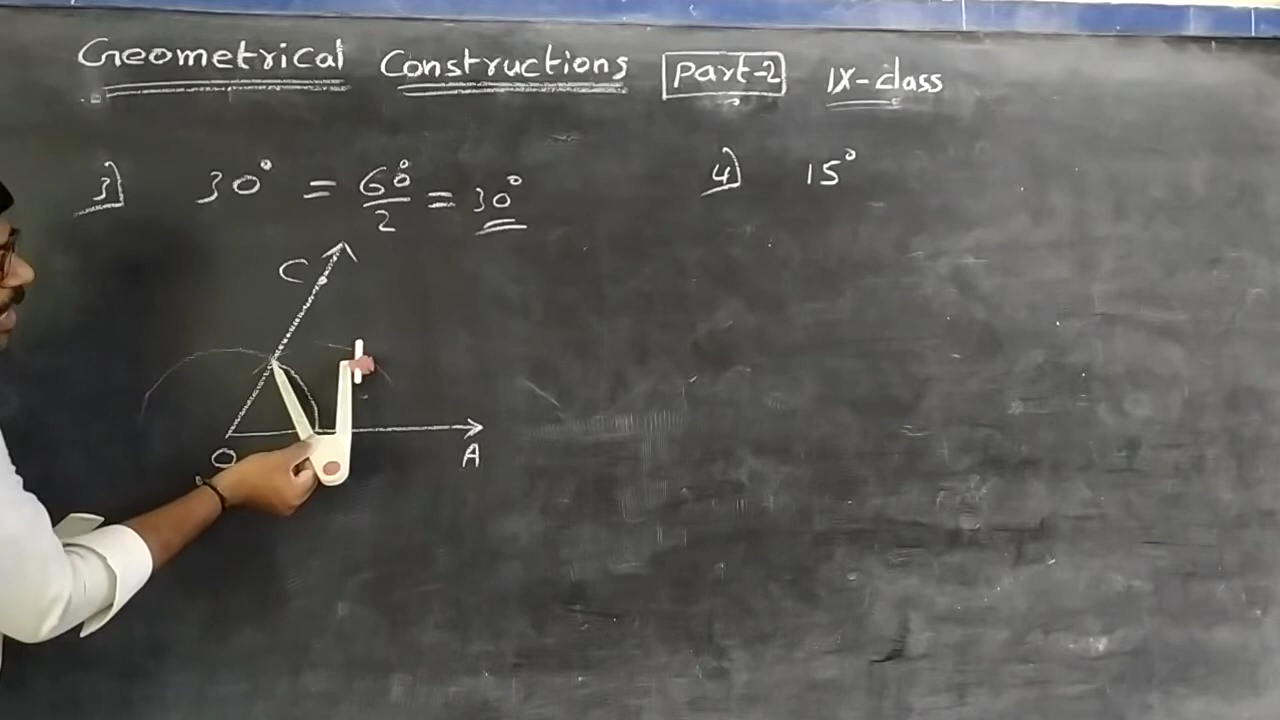 Geometrical Constructions Part-2 IX-class
3] 30° = 60°/2 = 30°
4] 15°
C
O
A